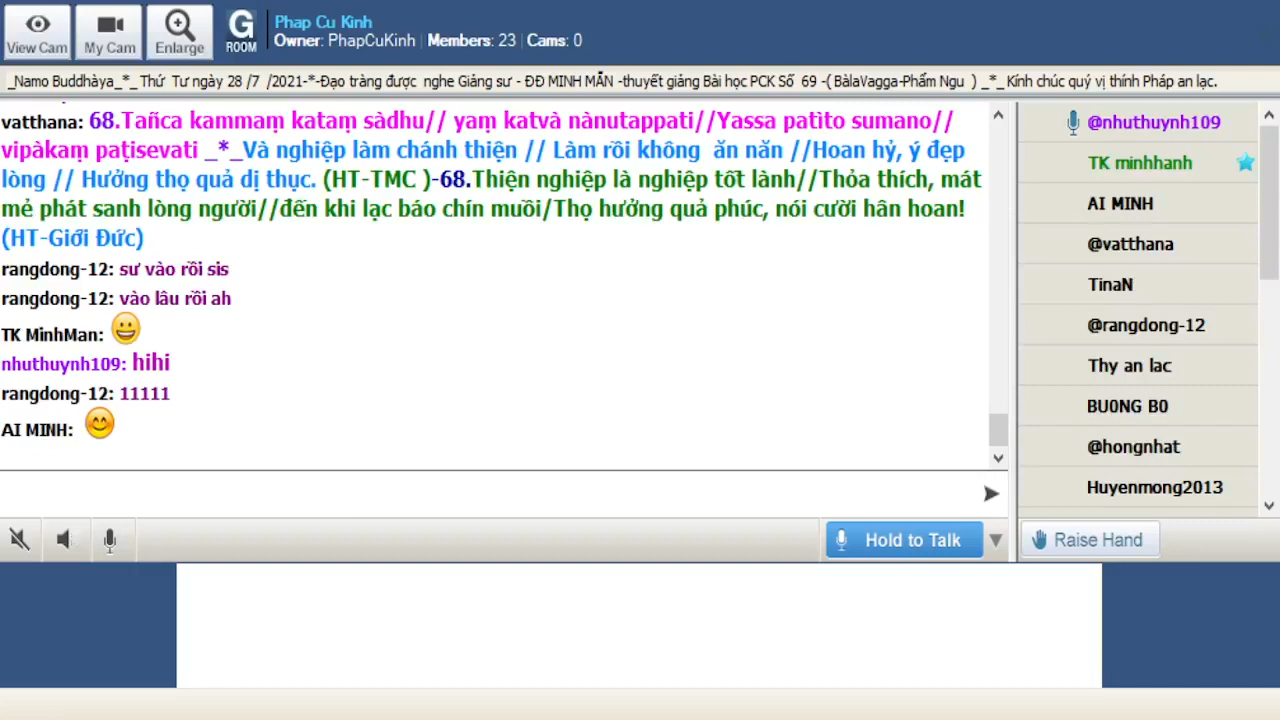 View Cam
My Cam
Enlarge
G
ROOM
Phap Cu Kinh
Owner: PhapCuKinh | Members: 23 | Cams: 0
_Namo Buddhàya_*_ Thứ Tư ngày 28 /7 /2021-*-Đạo tràng được nghe Giảng sư - ĐĐ MINH MẪN -thuyết giảng Bài học PCK Số 69 -( BàlaVagga-Phẩm Ngu ) _*_ Kính chúc quý vị thính Pháp an lạc.
vatthana: 68.Tañca kammaṃ kataṃ sàdhu// yaṃ katvà nànutappati//Yassa patìto sumano//
vipàkaṃ paṭisevati _*_Và nghiệp làm chánh thiện // Làm rồi không ăn năn //Hoan hỷ, ý đẹp
lòng // Hưởng thọ quả dị thục. (HT-TMC )-68.Thiện nghiệp là nghiệp tốt lành//Thỏa thích, mát
mẻ phát sanh lòng người//đến khi lạc báo chín muồi/Thọ hưởng quả phúc, nói cười hân hoan!
(HT-Giới Đức)
rangdong-12: sư vào rồi sis
rangdong-12: vào lâu rồi ah
TK MinhMan:
nhuthuynh109: hihi
rangdong-12: 11111
AI MINH:
@nhuthuynh109
TK minhhanh
AI MINH
@vatthana
TinaN
@rangdong-12
Thy an lac
BU0NG B0
@hongnhat
Huyenmong2013
Hold to Talk
Raise Hand